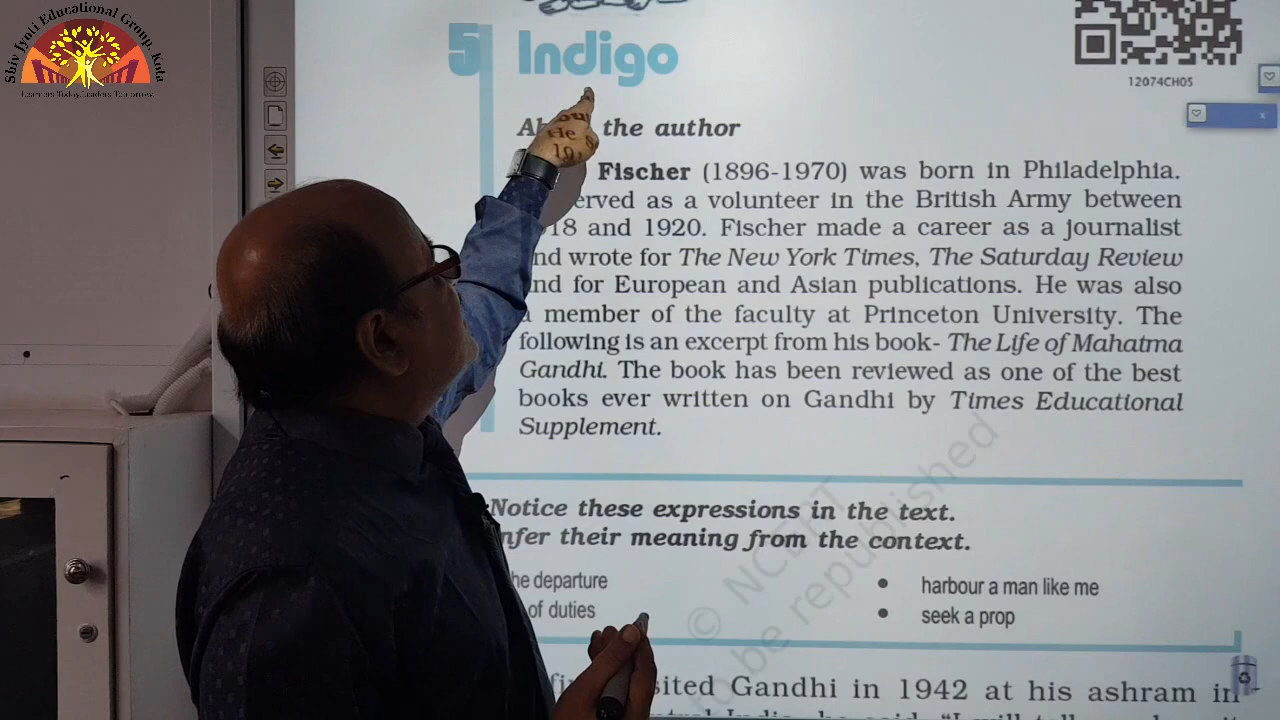 Shiv Jyoti Educational Group, Kota
Learners Today, Leaders Tomorrow.
5 Indigo
12074CH05
the author
Fischer (1896-1970) was born in Philadelphia.
erved as a volunteer in the British Army between
18 and 1920. Fischer made a career as a journalist
nd wrote for The New York Times, The Saturday Review
nd for European and Asian publications. He was also
a member of the faculty at Princeton University. The
following is an excerpt from his book- The Life of Mahatma
Gandhi. The book has been reviewed as one of the best
books ever written on Gandhi by Times Educational
Supplement.
Notice these expressions in the text.
nfer their meaning from the context.
he departure
harbour a man like me
of duties
seek a prop
© NCERT
to be republished
sited Gandhi in 1942 at his ashram in